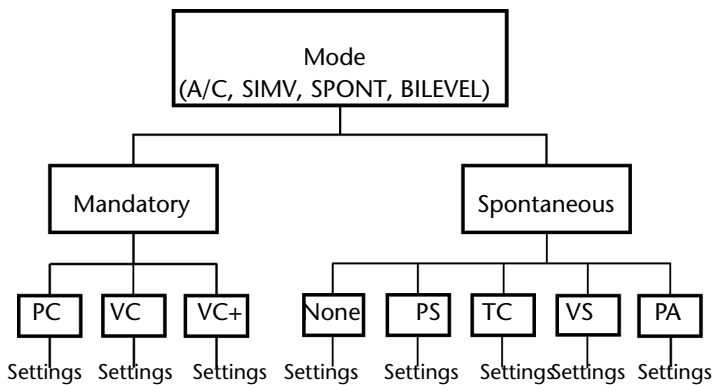 Mode
(A/C, SIMV, SPONT, BILEVEL)
Mandatory
Spontaneous
PC
VC
VC+
None
PS
TC
VS
PA
Settings
Settings
Settings
Settings
Settings
Settings
Settings
Settings